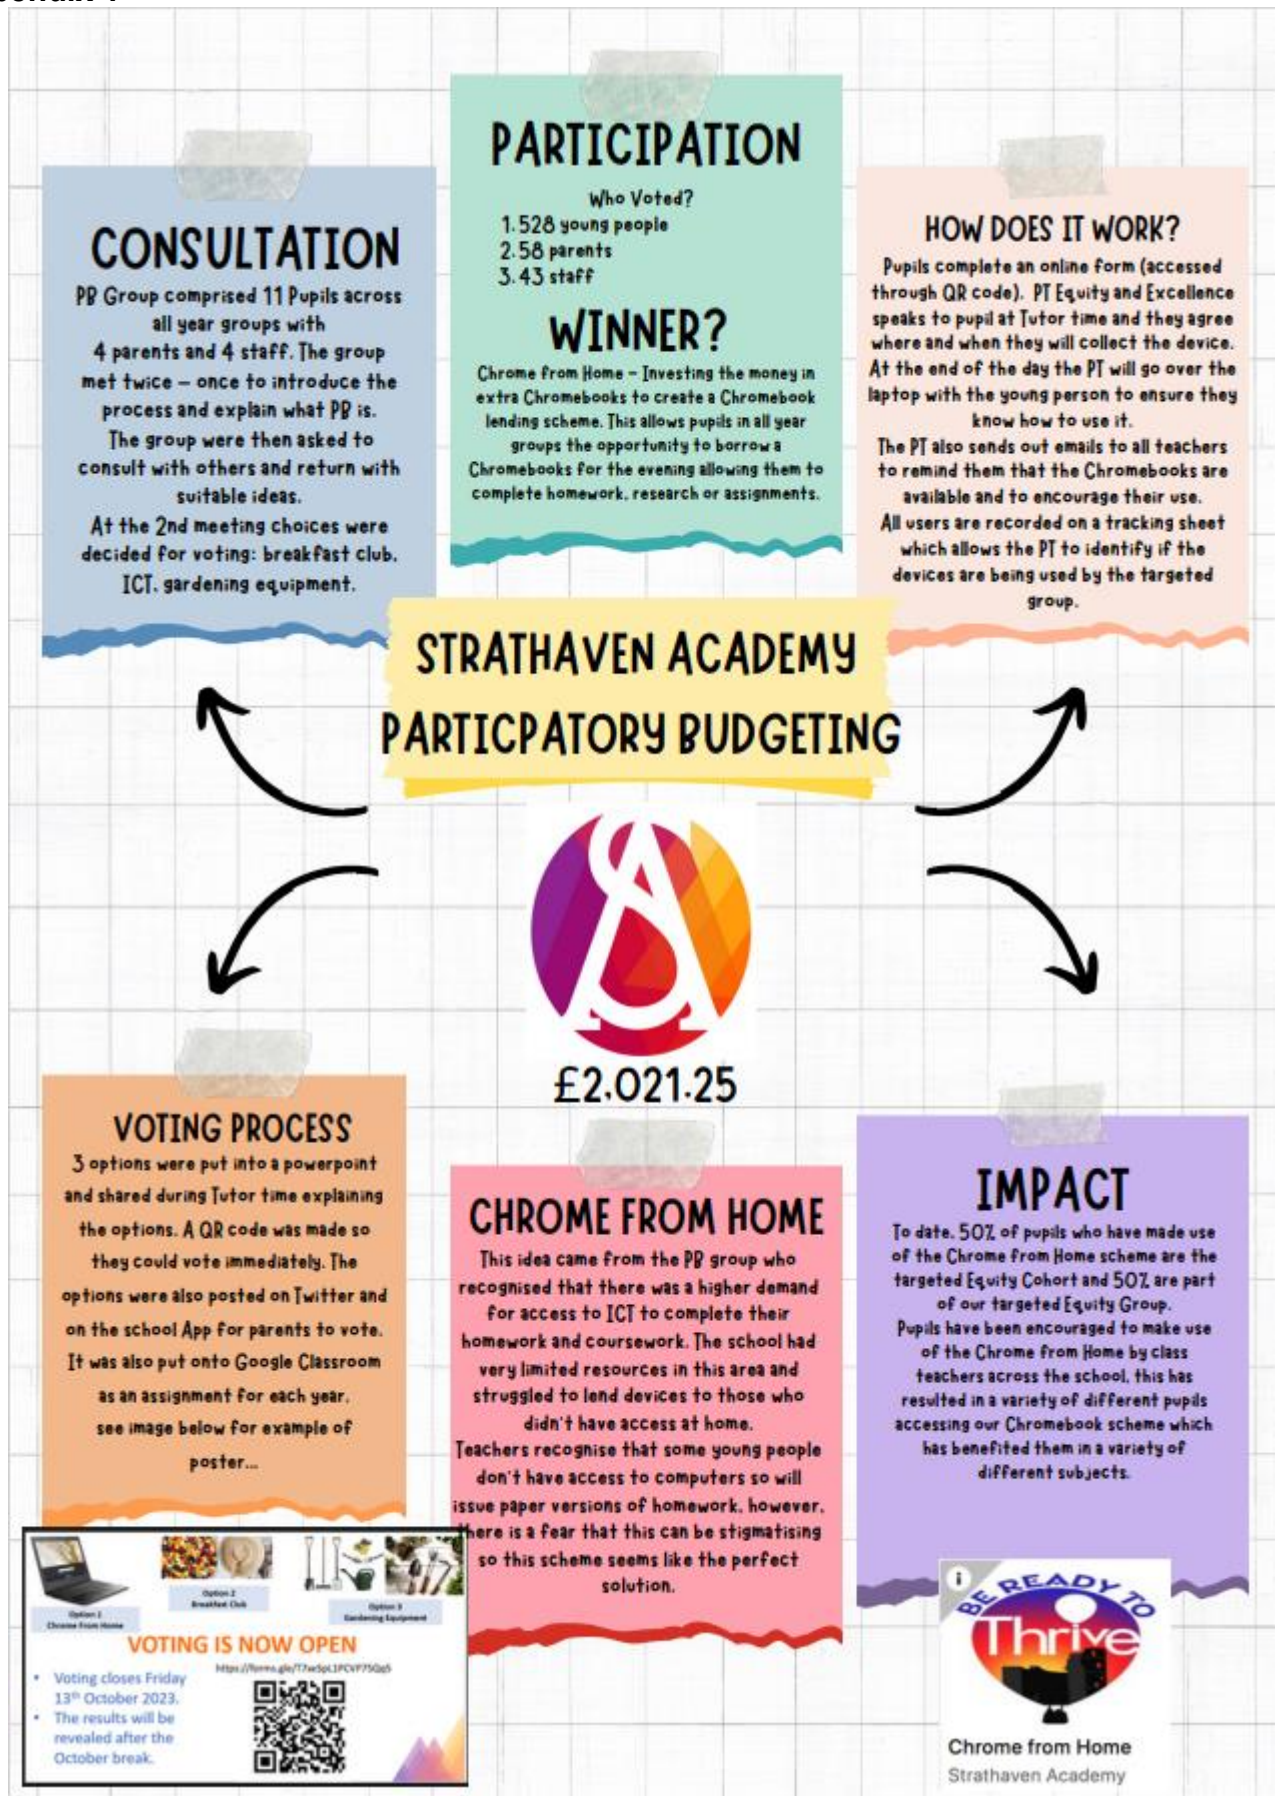 CONSULTATION
PB Group comprised 11 Pupils across
all year groups with
4 parents and 4 staff. The group
met twice – once to introduce the
process and explain what PB is.
The group were then asked to
consult with others and return with
suitable ideas.
At the 2nd meeting choices were
decided for voting: breakfast club,
ICT, gardening equipment.
PARTICIPATION
Who Voted?
1. 528 young people
2. 58 parents
3. 43 staff
WINNER?
Chrome from Home – Investing the money in
extra Chromebooks to create a Chromebook
lending scheme. This allows pupils in all year
groups the opportunity to borrow a
Chromebooks for the evening allowing them to
complete homework, research or assignments.
HOW DOES IT WORK?
Pupils complete an online form (accessed
through QR code). PT Equity and Excellence
speaks to pupil at Tutor time and they agree
where and when they will collect the device.
At the end of the day the PT will go over the
laptop with the young person to ensure they
know how to use it.
The PT also sends out emails to all teachers
to remind them that the Chromebooks are
available and to encourage their use.
All users are recorded on a tracking sheet
which allows the PT to identify if the
devices are being used by the targeted
group.
STRATHAVEN ACADEMY
PARTICPATORY BUDGETING
£2,021.25
VOTING PROCESS
3 options were put into a powerpoint
and shared during Tutor time explaining
the options. A QR code was made so
they could vote immediately. The
options were also posted on Twitter and
on the school App for parents to vote.
It was also put onto Google Classroom
as an assignment for each year.
see image below for example of
poster...
Option 1
Chrome From Home
Option 2
Breakfast Club
Option 3
Gardening Equipment
VOTING IS NOW OPEN
• Voting closes Friday
13th October 2023.
• The results will be
revealed after the
October break.
CHROME FROM HOME
This idea came from the PB group who
recognised that there was a higher demand
for access to ICT to complete their
homework and coursework. The school had
very limited resources in this area and
struggled to lend devices to those who
didn't have access at home.
Teachers recognise that some young people
don't have access to computers so will
issue paper versions of homework, however,
there is a fear that this can be stigmatising
so this scheme seems like the perfect
solution.
IMPACT
To date, 50% of pupils who have made use
of the Chrome from Home scheme are the
targeted Equity Cohort and 50% are part
of our targeted Equity Group.
Pupils have been encouraged to make use
of the Chrome from Home by class
teachers across the school, this has
resulted in a variety of different pupils
accessing our Chromebook scheme which
has benefited them in a variety of
different subjects.
BE READY TO
Thrive
Chrome from Home
Strathaven Academy